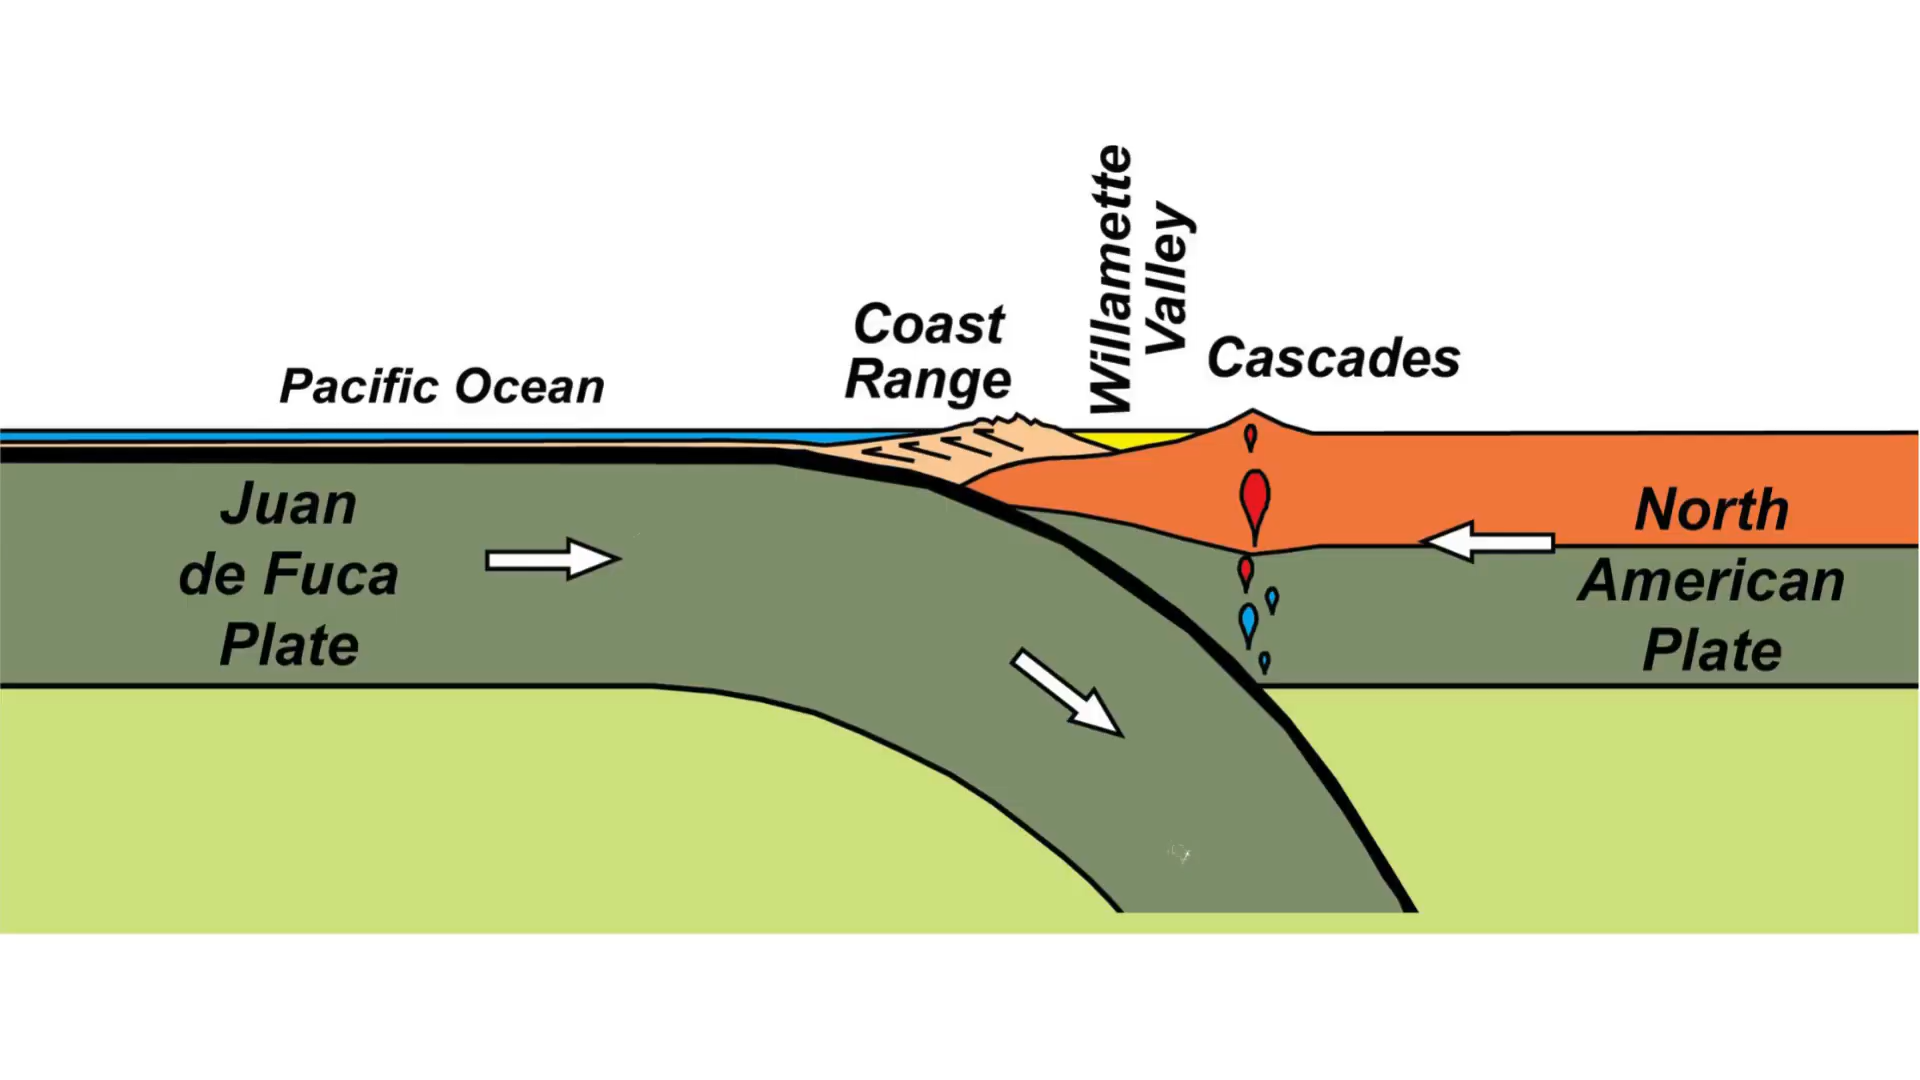 Pacific Ocean
Coast
Range
Willamette
Valley
Cascades
Juan
de Fuca
Plate
North
American
Plate